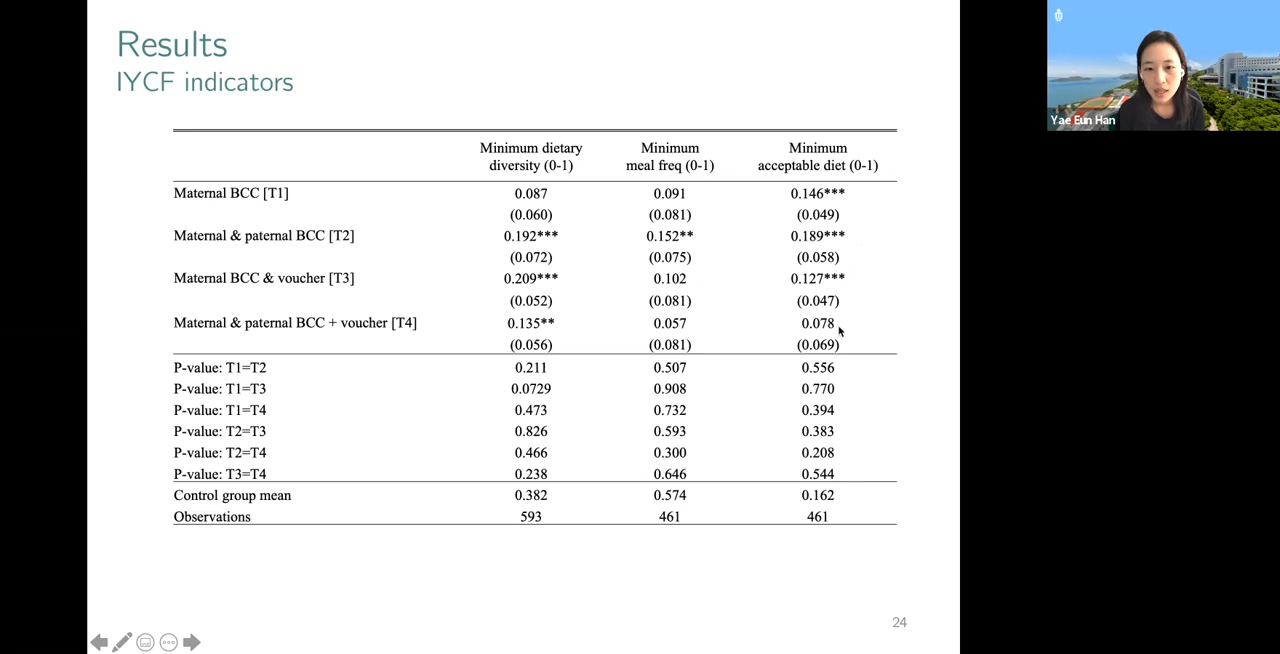 Results
IYCF indicators
Minimum dietary diversity (0-1) Minimum meal freq (0-1) Minimum acceptable diet (0-1)
Maternal BCC [T1] 0.087 0.091 0.146***
(0.060) (0.081) (0.049)
Maternal & paternal BCC [T2] 0.192*** 0.152** 0.189***
(0.072) (0.075) (0.058)
Maternal BCC & voucher [T3] 0.209*** 0.102 0.127***
(0.052) (0.081) (0.047)
Maternal & paternal BCC + voucher [T4] 0.135** 0.057 0.078
(0.056) (0.081) (0.069)
P-value: T1=T2 0.211 0.507 0.556
P-value: T1=T3 0.0729 0.908 0.770
P-value: T1=T4 0.473 0.732 0.394
P-value: T2=T3 0.826 0.593 0.383
P-value: T2=T4 0.466 0.300 0.208
P-value: T3=T4 0.238 0.646 0.544
Control group mean 0.382 0.574 0.162
Observations 593 461 461
24
Yae Eun Han